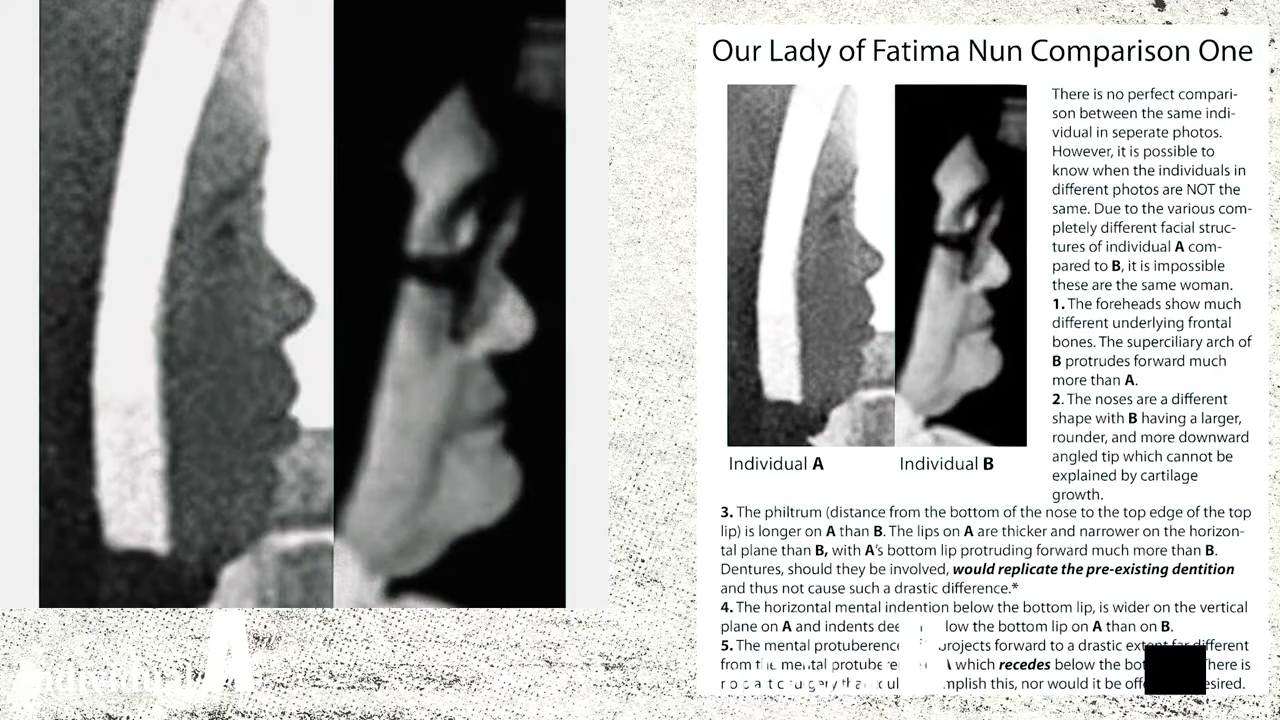 Our Lady of Fatima Nun Comparison One
There is no perfect compari-
son between the same indi-
vidual in seperate photos.
However, it is possible to
know when the individuals in
different photos are NOT the
same. Due to the various com-
pletely different facial struc-
tures of individual A com-
pared to B it is impossible
these are the same woman.
1. The foreheads show much
different underlying frontal
bones. The superciliary arch of
B protrudes forward much
more than A.
2. The noses are a different
shape with B having a larger,
rounder, and more downward
angled tip which cannot be
explained by cartilage
growth.
Individual A
Individual B
3. The philtrum (distance from the bottom of the nose to the top edge of the top
lip) is longer on A than B. The lips on A are thicker and narrower on the horizon-
tal plane than B, with A's bottom lip protruding forward much more than B.
Dentures, should they be involved, would replicate the pre-existing dentition
and thus not cause such a drastic difference.*
4. The horizontal mental indention below the bottom lip, is wider on the vertical
plane on A and indents low the bottom lip on A than on B.
5. The mental protuberence projects forward to a drastic extent far different
from the mental A which recedes below the There is
this, nor would it be esired.